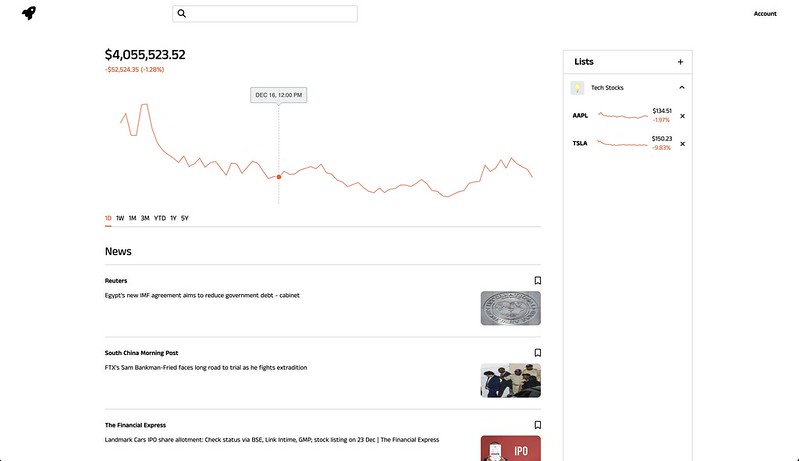 Account
$4,055,523.52
-$52,524.35 (-1.28%)
DEC 16, 12:00 PM
1D 1W 1M 3M YTD 1Y 5Y
News
Reuters
Egypt's new IMF agreement aims to reduce government debt - cabinet
South China Morning Post
FTX's Sam Bankman-Fried faces long road to trial as he fights extradition
The Financial Express
Landmark Cars IPO share allotment: Check status via BSE, Link Intime, GMP; stock listing on 23 Dec | The Financial Express
IPO
Lists
+
Tech Stocks
AAPL
$134.51
-1.97%
TSLA
$150.23
-9.83%